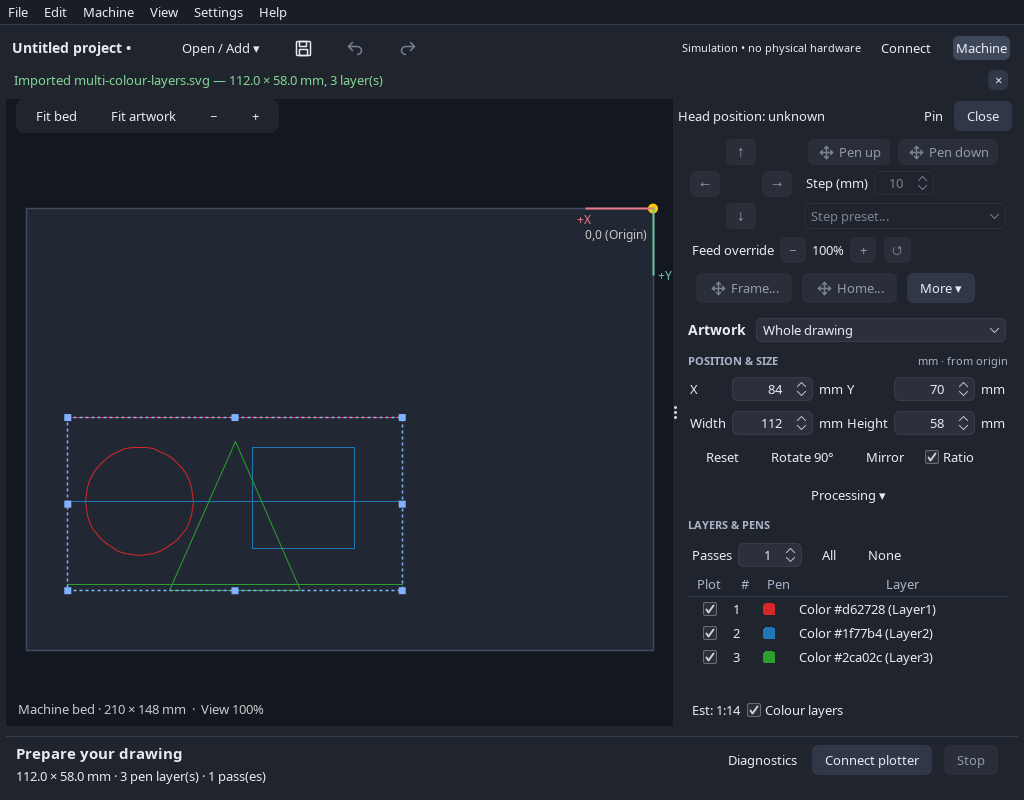 File Edit Machine View Settings Help
Untitled project • Open / Add ▾ Simulation • no physical hardware Connect Machine
Imported multi-colour-layers.svg — 112.0 × 58.0 mm, 3 layer(s) ×
Fit bed Fit artwork − + Head position: unknown Pin Close
↑ Pen up Pen down
← → Step (mm) 10
↓ Step preset...
+X
0,0 (Origin)
+Y
Feed override − 100% + ↺
Frame... Home... More ▾
Artwork Whole drawing
POSITION & SIZE mm · from origin
X 84 mm Y 70 mm
Width 112 mm Height 58 mm
Reset Rotate 90° Mirror Ratio
Processing ▾
LAYERS & PENS
Passes 1 All None
Plot # Pen Layer
1 Color #d62728 (Layer1)
2 Color #1f77b4 (Layer2)
3 Color #2ca02c (Layer3)
Machine bed · 210 × 148 mm · View 100% Est: 1:14 Colour layers
Prepare your drawing
112.0 × 58.0 mm · 3 pen layer(s) · 1 pass(es)
Diagnostics Connect plotter Stop